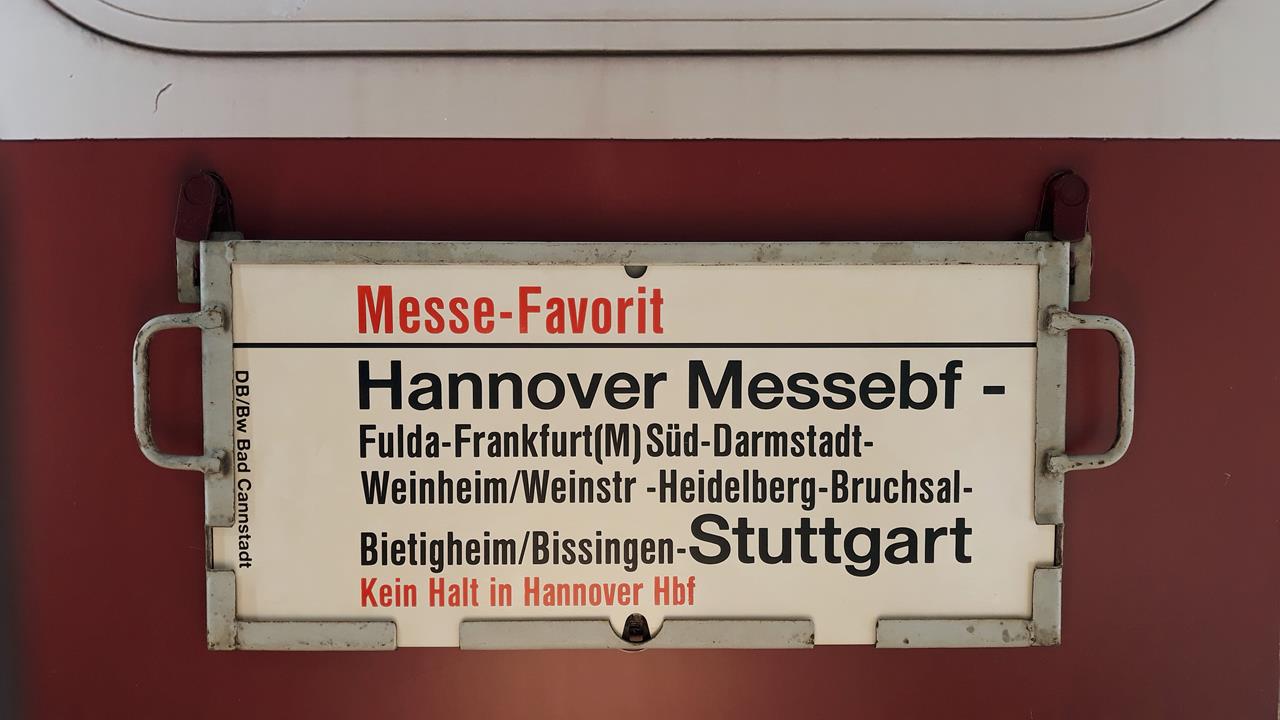 Messe-Favorit
Hannover Messebf -
Fulda-Frankfurt(M)Süd-Darmstadt-
Weinheim/Weinstr -Heidelberg-Bruchsal-
Bietigheim/Bissingen-Stuttgart
Kein Halt in Hannover Hbf
DB/Bw Bad Cannstadt